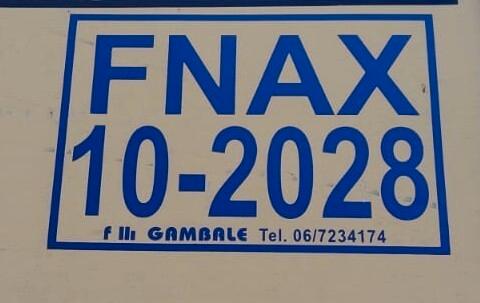 FNAX
10-2028
f lli GAMBALE Tel. 06/7234174